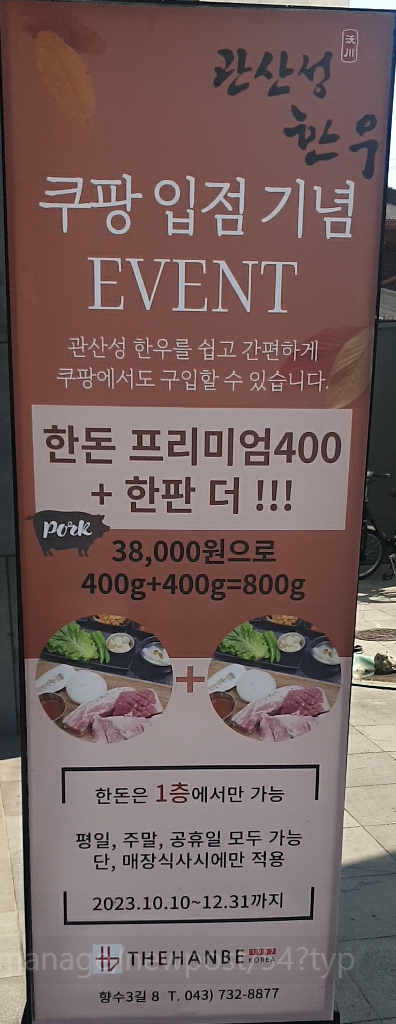 관산성
沃川
한우
쿠팡 입점 기념
EVENT
관산성 한우를 쉽고 간편하게
쿠팡에서도 구입할 수 있습니다.
한돈 프리미엄400
+ 한판 더 !!!
pork
38,000원으로
400g+400g=800g
+
한돈은 1층에서만 가능
평일, 주말, 공휴일 모두 가능
단, 매장식사시에만 적용
2023.10.10~12.31까지
THEHANBE 1997 KOREA
향수3길 8 T. 043) 732-8877